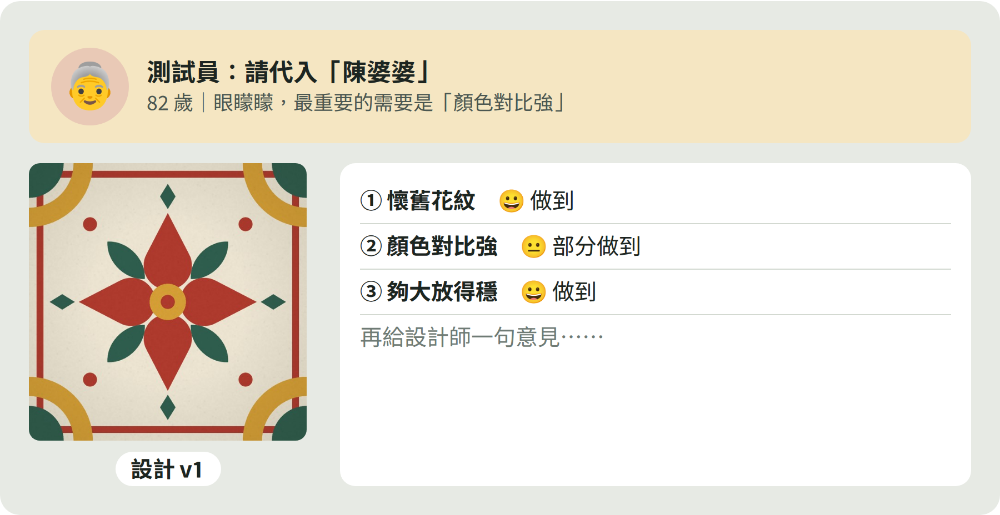 測試員：請代入「陳婆婆」
82 歲｜眼矇矇，最重要的需要是「顏色對比強」
① 懷舊花紋 😀 做到
② 顏色對比強 😐 部分做到
③ 夠大放得穩 😀 做到
再給設計師一句意見⋯⋯
設計 v1